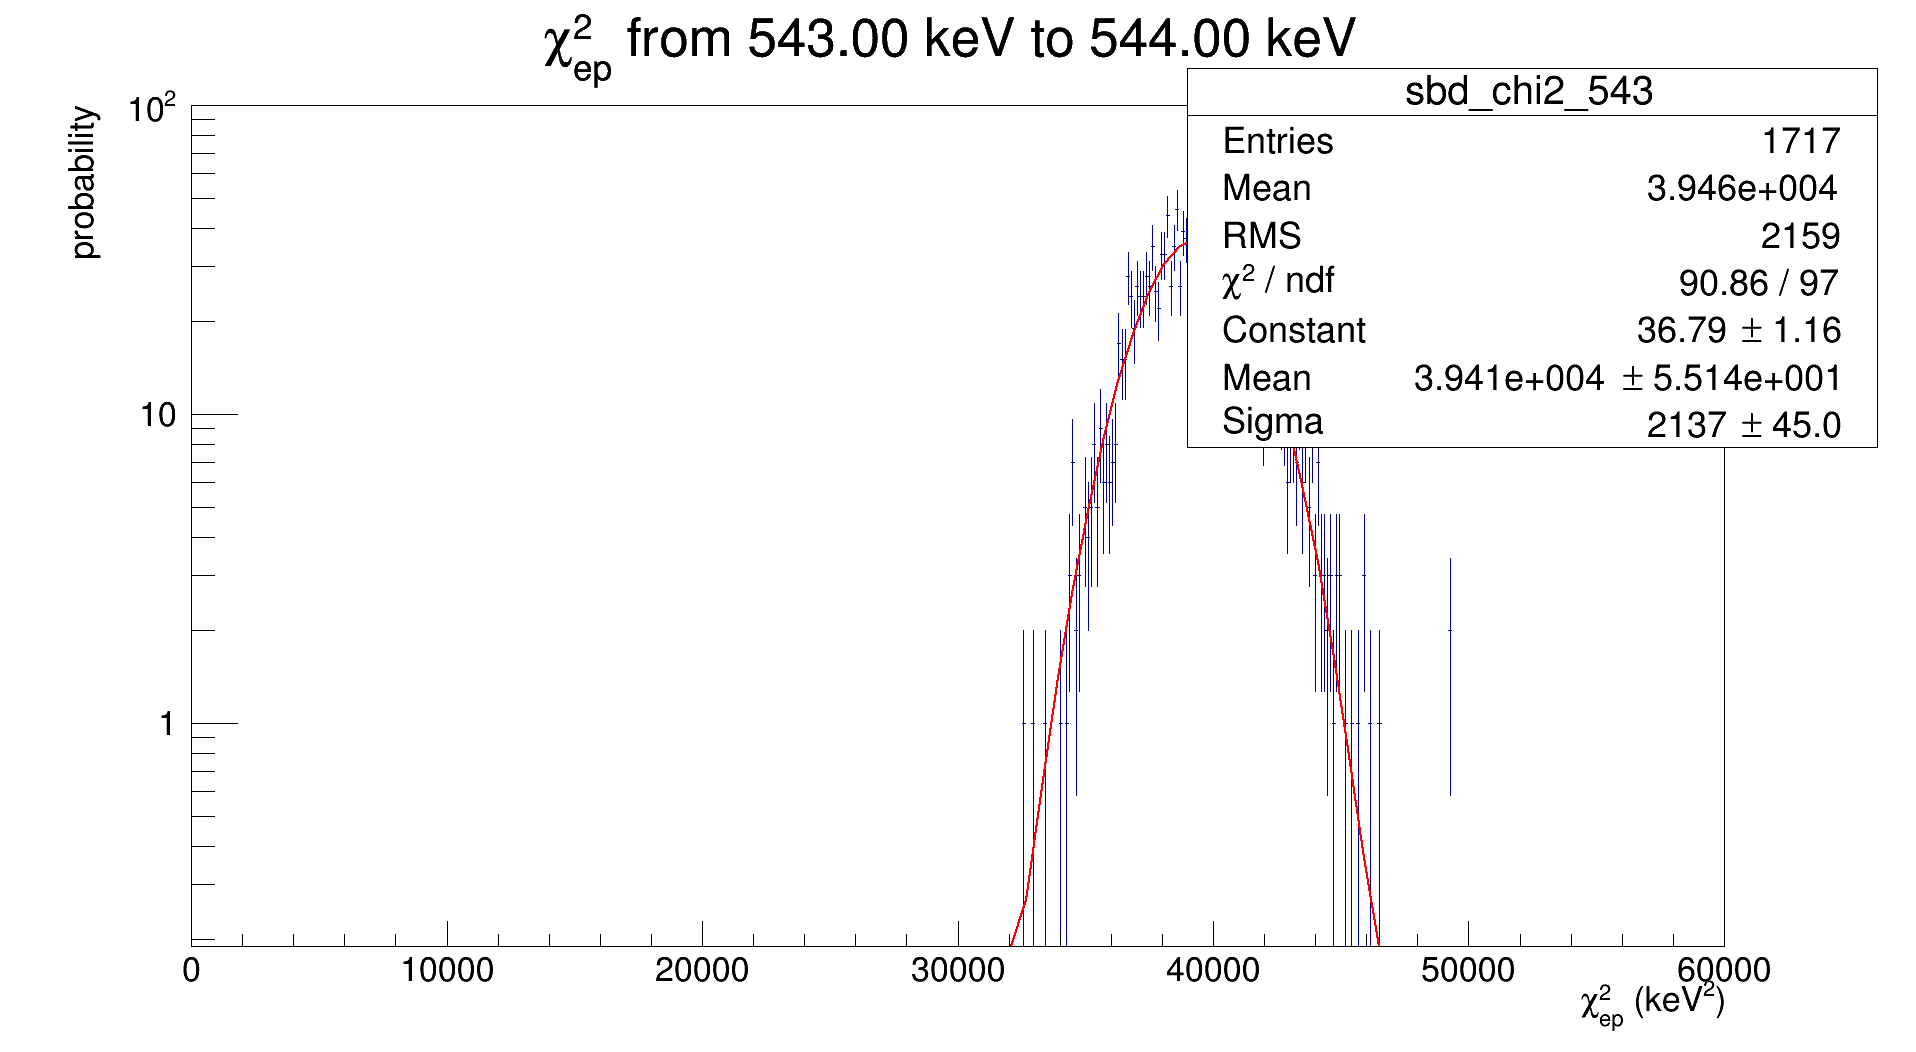 χ²ep from 543.00 keV to 544.00 keV
probability
10²
10
1
sbd_chi2_543
Entries 1717
Mean 3.946e+004
RMS 2159
χ² / ndf 90.86 / 97
Constant 36.79 ± 1.16
Mean 3.941e+004 ± 5.514e+001
Sigma 2137 ± 45.0
0 10000 20000 30000 40000 50000 60000
χ²ep (keV²)